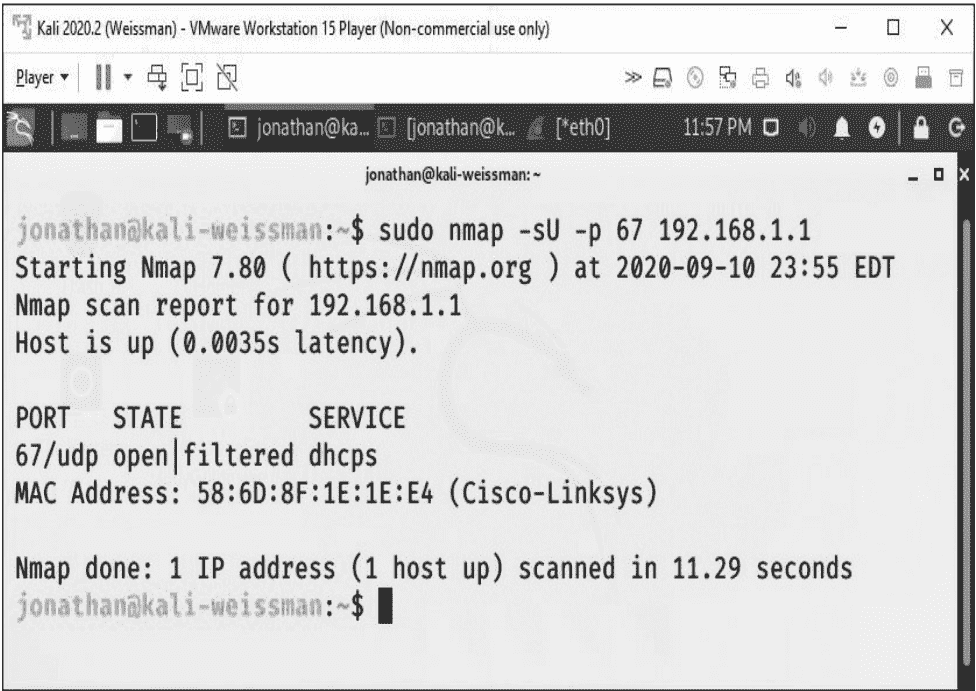 Kali 2020.2 (Weissman) - VMware Workstation 15 Player (Non-commercial use only)
Player
jonathan@ka... [jonathan@k... [*eth0] 11:57 PM
jonathan@kali-weissman: ~
jonathan@kali-weissman:~$ sudo nmap -sU -p 67 192.168.1.1
Starting Nmap 7.80 ( https://nmap.org ) at 2020-09-10 23:55 EDT
Nmap scan report for 192.168.1.1
Host is up (0.0035s latency).
PORT STATE SERVICE
67/udp open|filtered dhcps
MAC Address: 58:6D:8F:1E:1E:E4 (Cisco-Linksys)
Nmap done: 1 IP address (1 host up) scanned in 11.29 seconds
jonathan@kali-weissman:~$